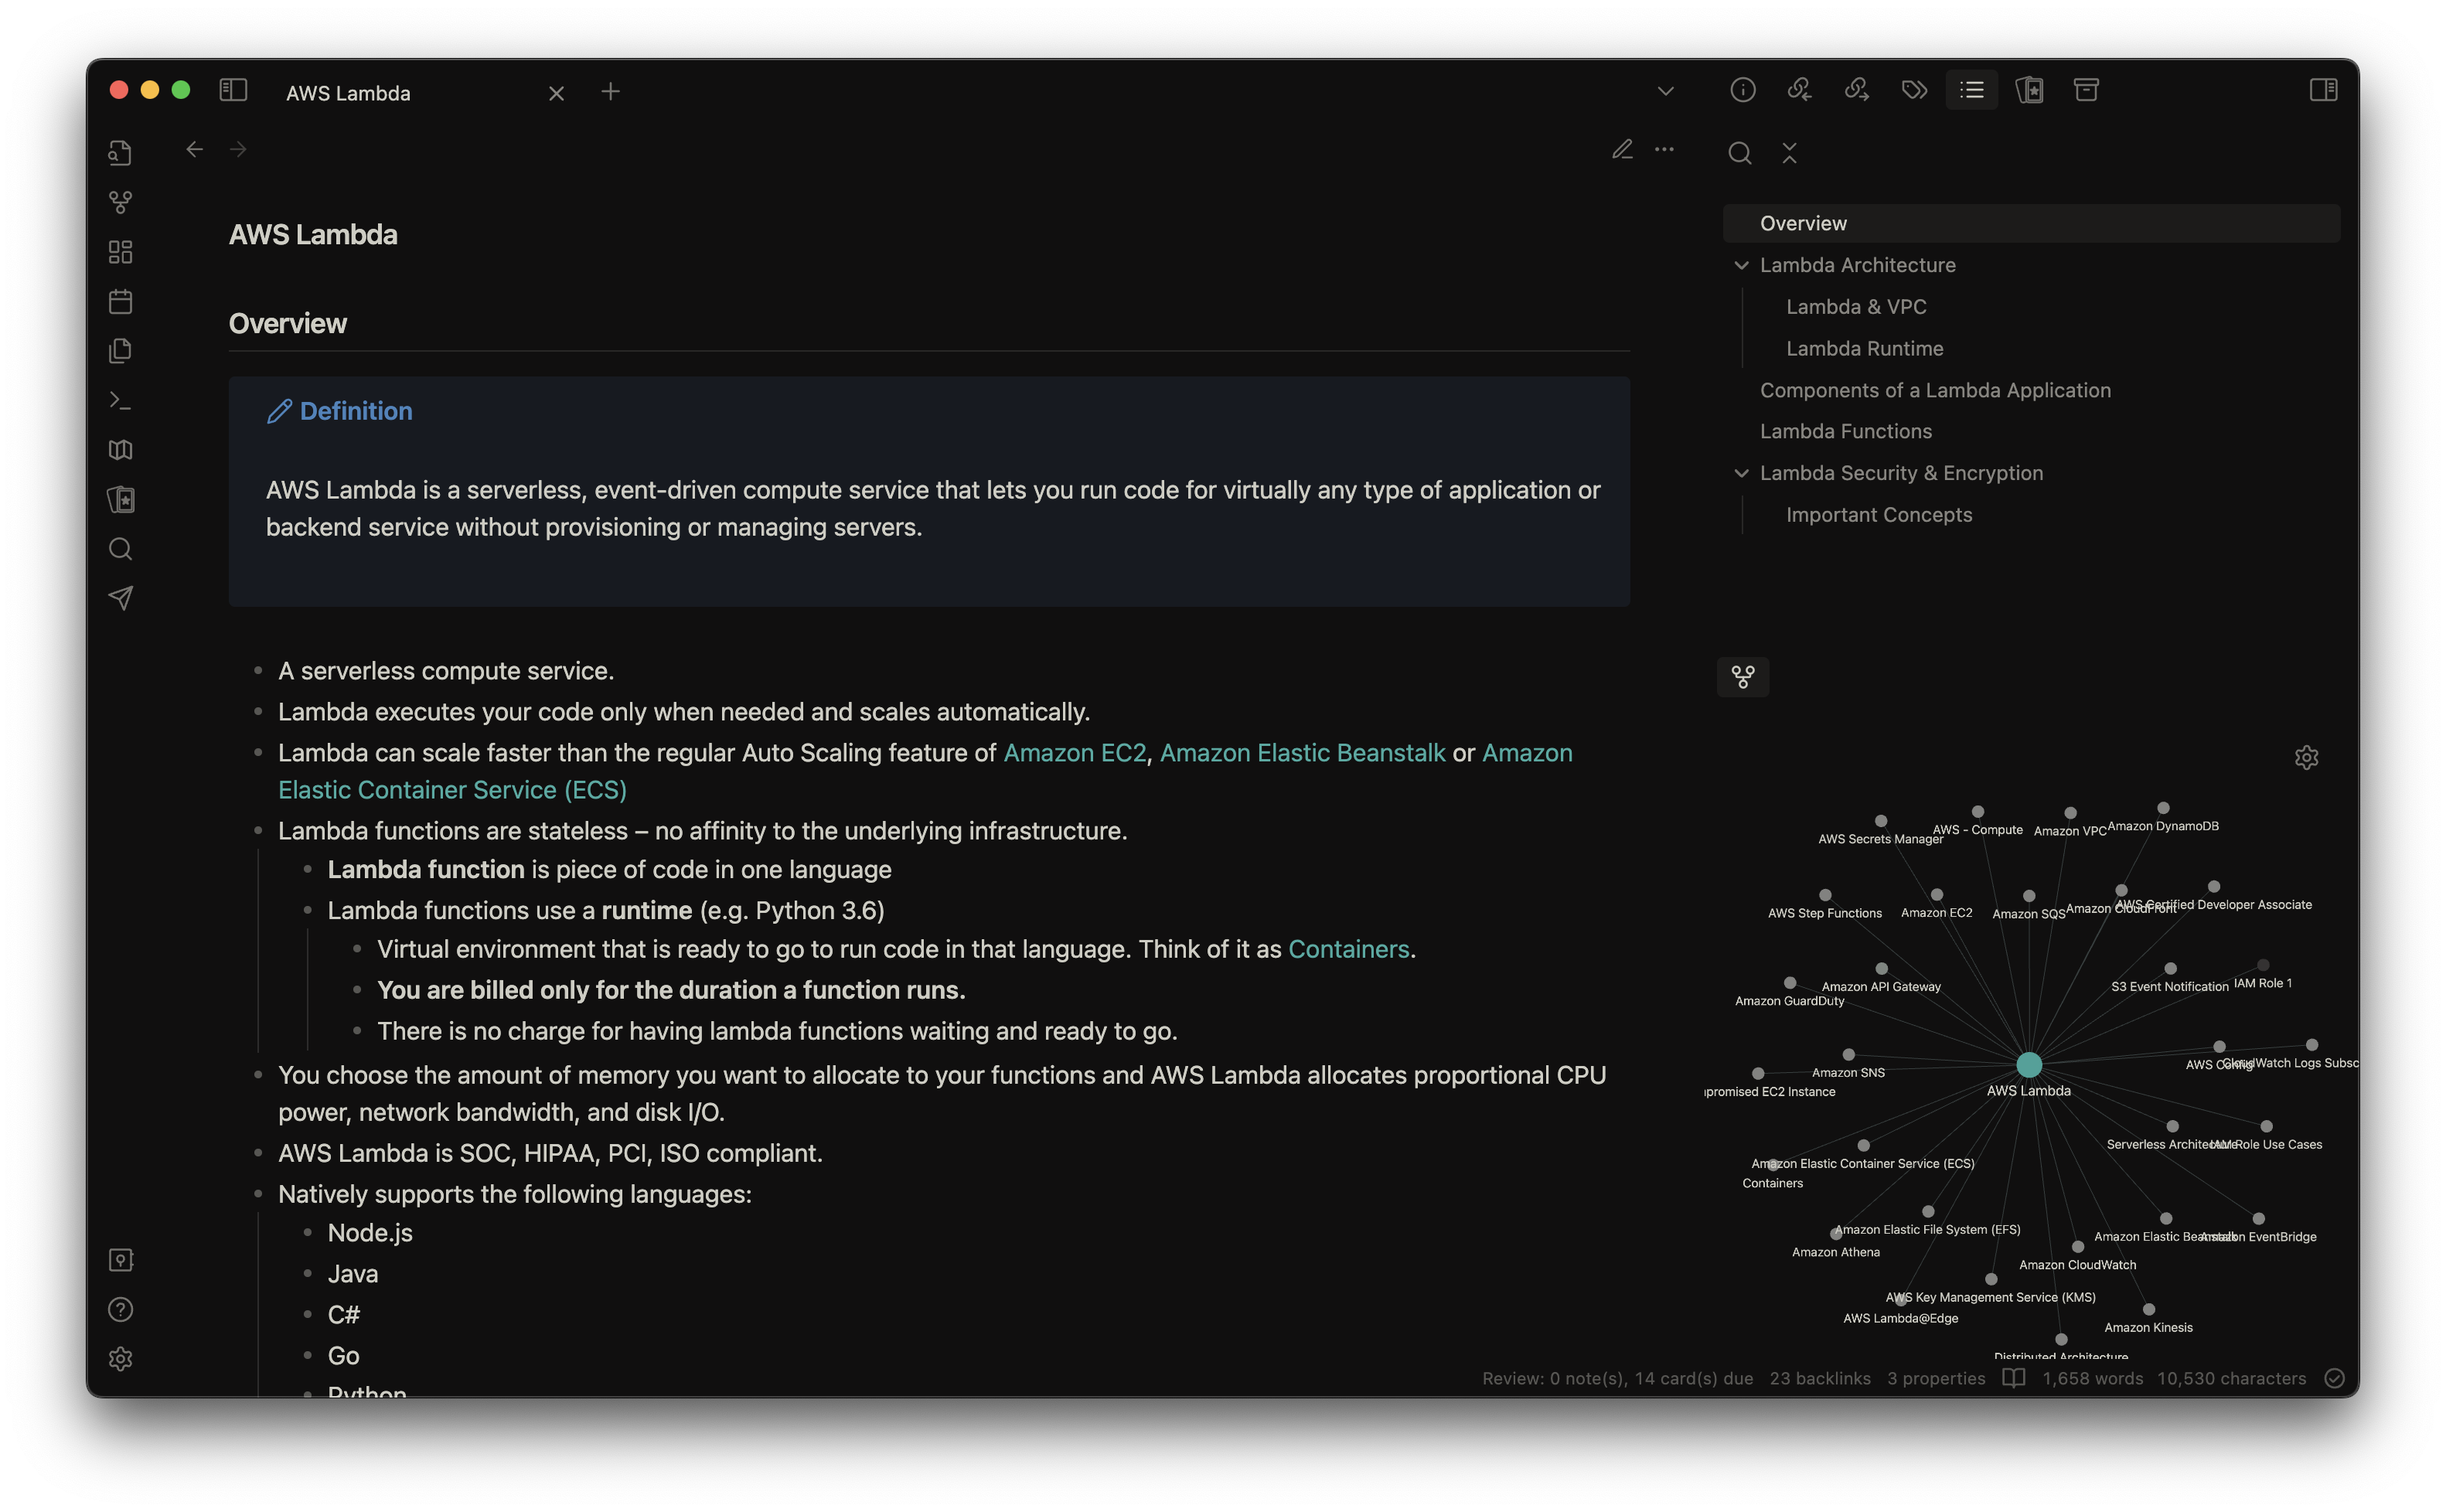 AWS Lambda
AWS Lambda
Overview
Definition
AWS Lambda is a serverless, event-driven compute service that lets you run code for virtually any type of application or
backend service without provisioning or managing servers.
A serverless compute service.
Lambda executes your code only when needed and scales automatically.
Lambda can scale faster than the regular Auto Scaling feature of Amazon EC2, Amazon Elastic Beanstalk or Amazon
Elastic Container Service (ECS)
Lambda functions are stateless – no affinity to the underlying infrastructure.
Lambda function is piece of code in one language
Lambda functions use a runtime (e.g. Python 3.6)
Virtual environment that is ready to go to run code in that language. Think of it as Containers.
You are billed only for the duration a function runs.
There is no charge for having lambda functions waiting and ready to go.
You choose the amount of memory you want to allocate to your functions and AWS Lambda allocates proportional CPU
power, network bandwidth, and disk I/O.
AWS Lambda is SOC, HIPAA, PCI, ISO compliant.
Natively supports the following languages:
Node.js
Java
C#
Go
Python
Overview
Lambda Architecture
Lambda & VPC
Lambda Runtime
Components of a Lambda Application
Lambda Functions
Lambda Security & Encryption
Important Concepts
AWS Secrets Manager
AWS - Compute
Amazon VPC
Amazon DynamoDB
AWS Step Functions
Amazon EC2
Amazon SQS
Amazon CloudFront
AWS Certified Developer Associate
Amazon GuardDuty
Amazon API Gateway
S3 Event Notification
IAM Role 1
Amazon SNS
AWS Config
CloudWatch Logs Subsc
promised EC2 Instance
AWS Lambda
Serverless Architecture
IAM Role Use Cases
Amazon Elastic Container Service (ECS)
Containers
Amazon Elastic File System (EFS)
Amazon Athena
Amazon Elastic Beanstalk
Amazon EventBridge
Amazon CloudWatch
AWS Key Management Service (KMS)
AWS Lambda@Edge
Amazon Kinesis
Distributed Architecture
Review: 0 note(s), 14 card(s) due 23 backlinks 3 properties 1,658 words 10,530 characters